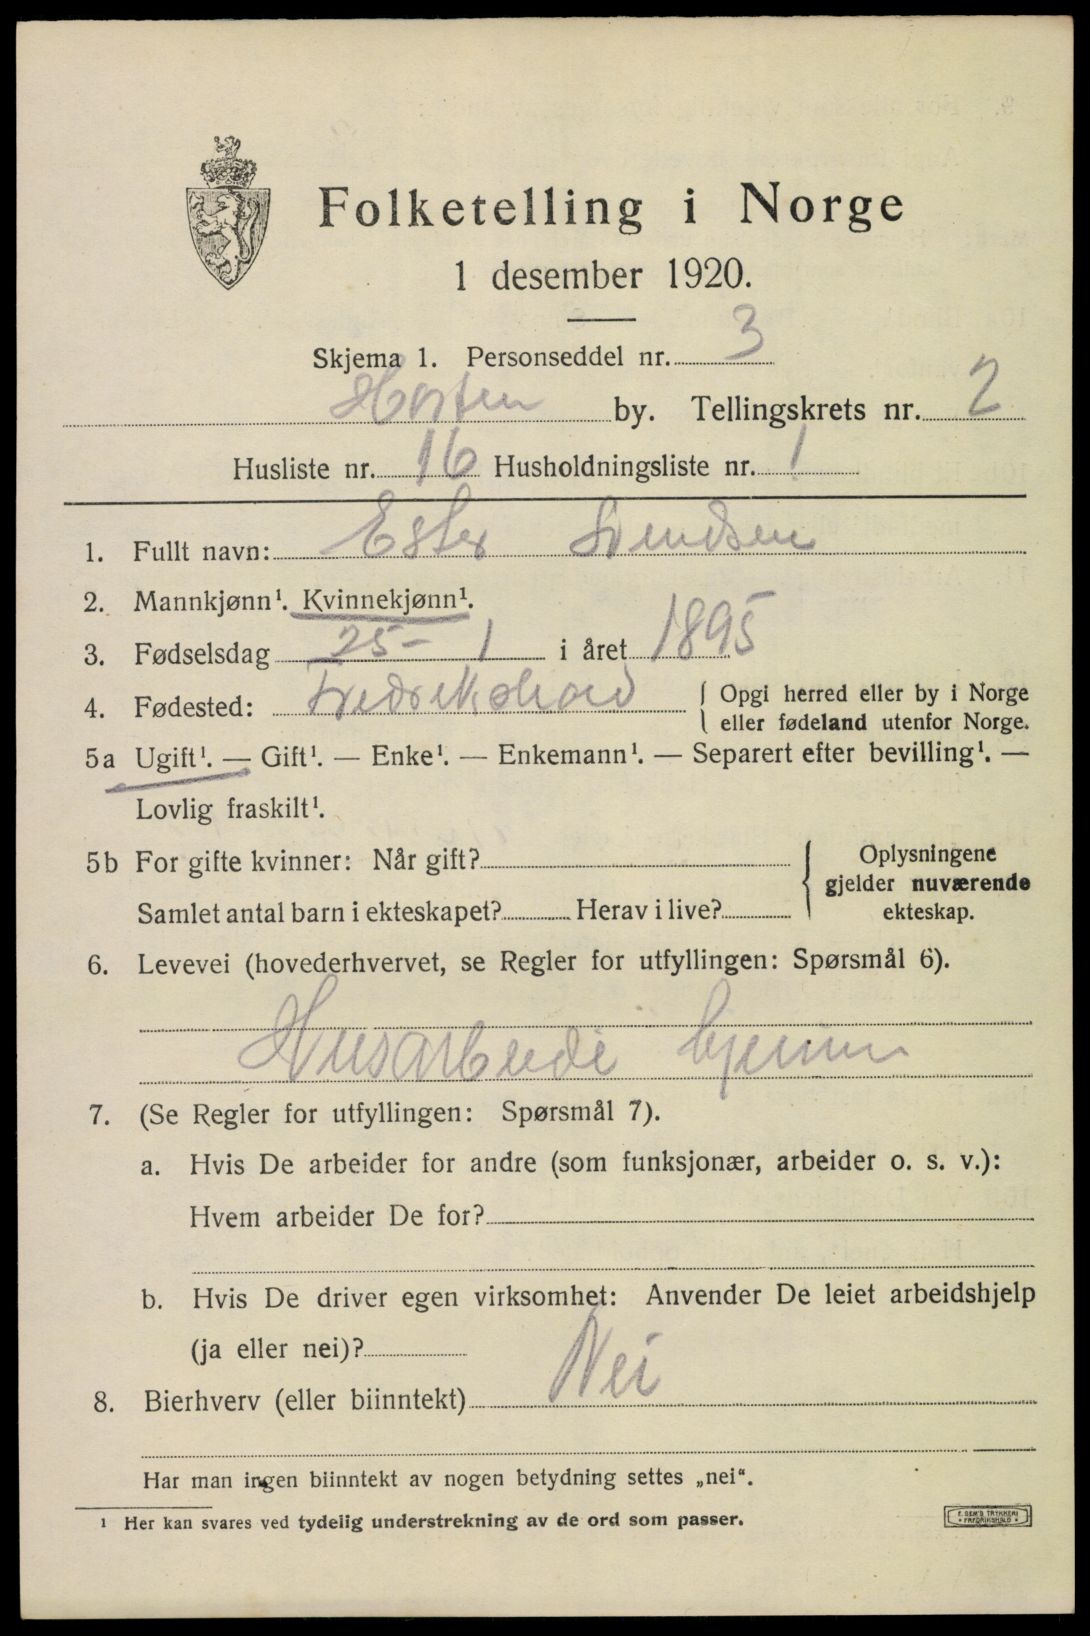 Folketelling i Norge
1 desember 1920.
Skjema 1. Personseddel nr. 3
Horten by. Tellingskrets nr. 2
Husliste nr. 16 Husholdningsliste nr. 1
1. Fullt navn: Ester Svendsen
2. Mannkjønn¹. Kvinnekjønn¹.
3. Fødselsdag 25 - 1 i året 1895
4. Fødested: Fredrikshald { Opgi herred eller by i Norge
eller fødeland utenfor Norge.
5a Ugift¹. — Gift¹. — Enke¹. — Enkemann¹. — Separert efter bevilling¹. —
Lovlig fraskilt¹.
5b For gifte kvinner: Når gift? { Oplysningene
gjelder nuværende
Samlet antal barn i ekteskapet? Herav i live? ekteskap.
6. Levevei (hovederhvervet, se Regler for utfyllingen: Spørsmål 6).
Husarbeide hjemme
7. (Se Regler for utfyllingen: Spørsmål 7).
a. Hvis De arbeider for andre (som funksjonær, arbeider o. s. v.):
Hvem arbeider De for?
b. Hvis De driver egen virksomhet: Anvender De leiet arbeidshjelp
(ja eller nei)?
8. Bierhverv (eller biinntekt) Nei
Har man ingen biinntekt av nogen betydning settes „nei“.
¹ Her kan svares ved tydelig understrekning av de ord som passer.
E. SEM'S TRYKKERI
FREDRIKSHALD